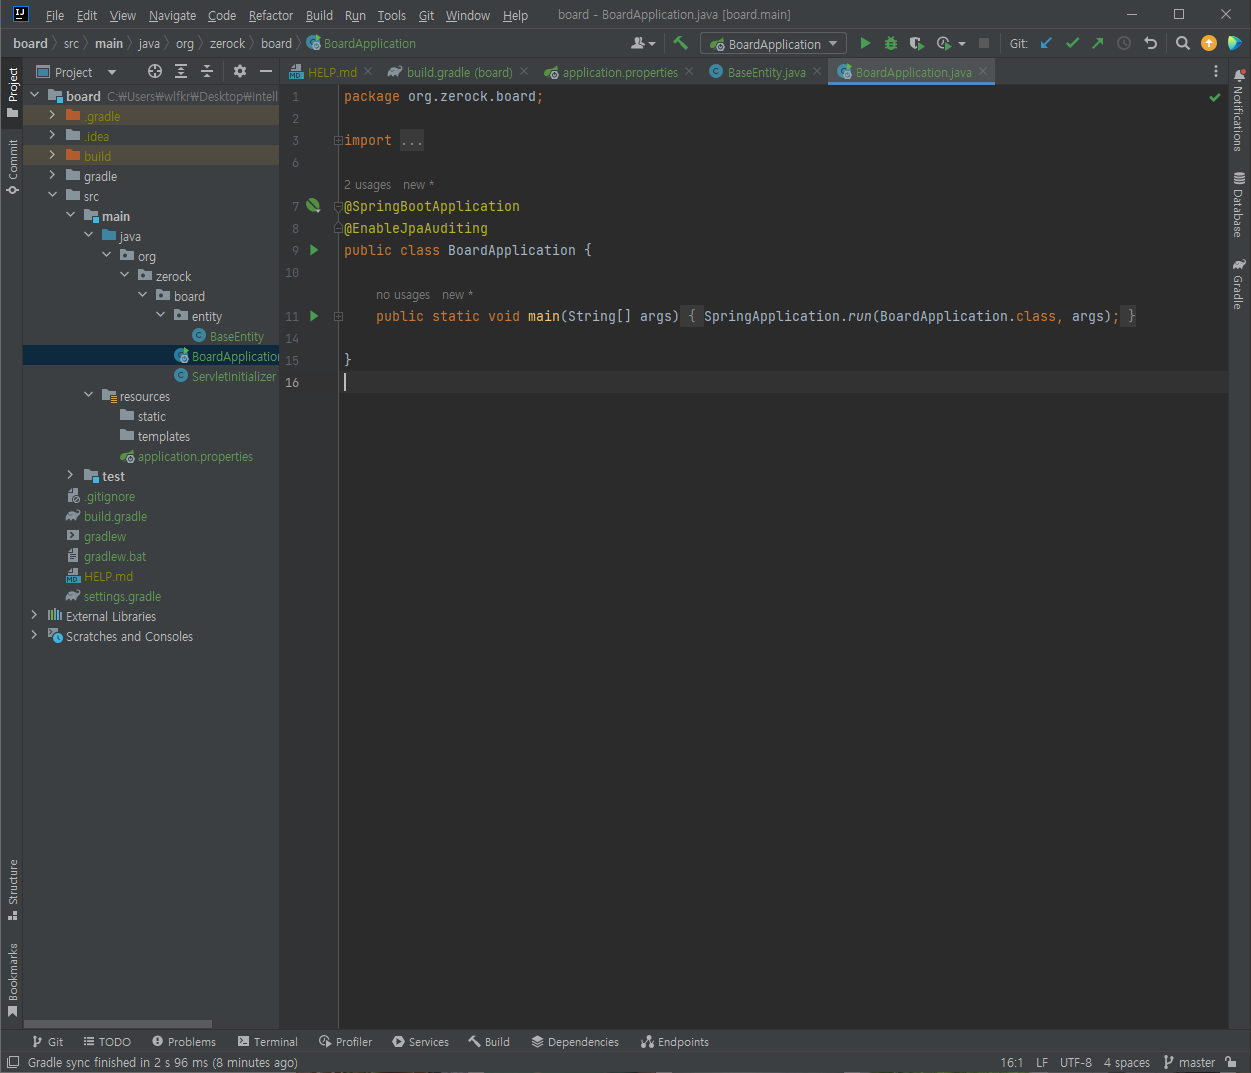 File Edit View Navigate Code Refactor Build Run Tools Git Window Help board - BoardApplication.java [board.main]
board src main java org zerock board BoardApplication BoardApplication Git:
Project HELP.md build.gradle (board) application.properties BaseEntity.java BoardApplication.java
Project
Commit
Structure
Bookmarks
board C:₩Users₩wlfkr₩Desktop₩Intell
.gradle
.idea
build
gradle
src
main
java
org
zerock
board
entity
BaseEntity
BoardApplication
ServletInitializer
resources
static
templates
application.properties
test
.gitignore
build.gradle
gradlew
gradlew.bat
HELP.md
settings.gradle
External Libraries
Scratches and Consoles
1 package org.zerock.board;
2
3 import ...
6
2 usages new *
7 @SpringBootApplication
8 @EnableJpaAuditing
9 public class BoardApplication {
10
no usages new *
11 public static void main(String[] args) { SpringApplication.run(BoardApplication.class, args); }
14
15 }
16
Notifications
Database
Gradle
Git TODO Problems Terminal Profiler Services Build Dependencies Endpoints
Gradle sync finished in 2 s 96 ms (8 minutes ago) 16:1 LF UTF-8 4 spaces master